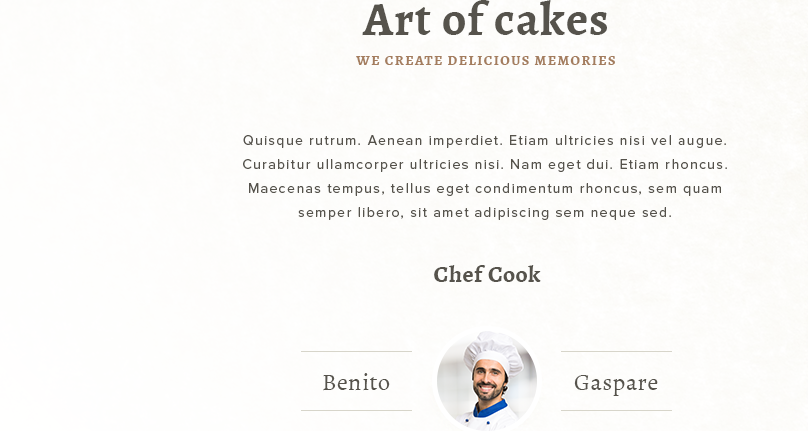 Art of cakes
WE CREATE DELICIOUS MEMORIES
Quisque rutrum. Aenean imperdiet. Etiam ultricies nisi vel augue.
Curabitur ullamcorper ultricies nisi. Nam eget dui. Etiam rhoncus.
Maecenas tempus, tellus eget condimentum rhoncus, sem quam
semper libero, sit amet adipiscing sem neque sed.
Chef Cook
Benito Gaspare